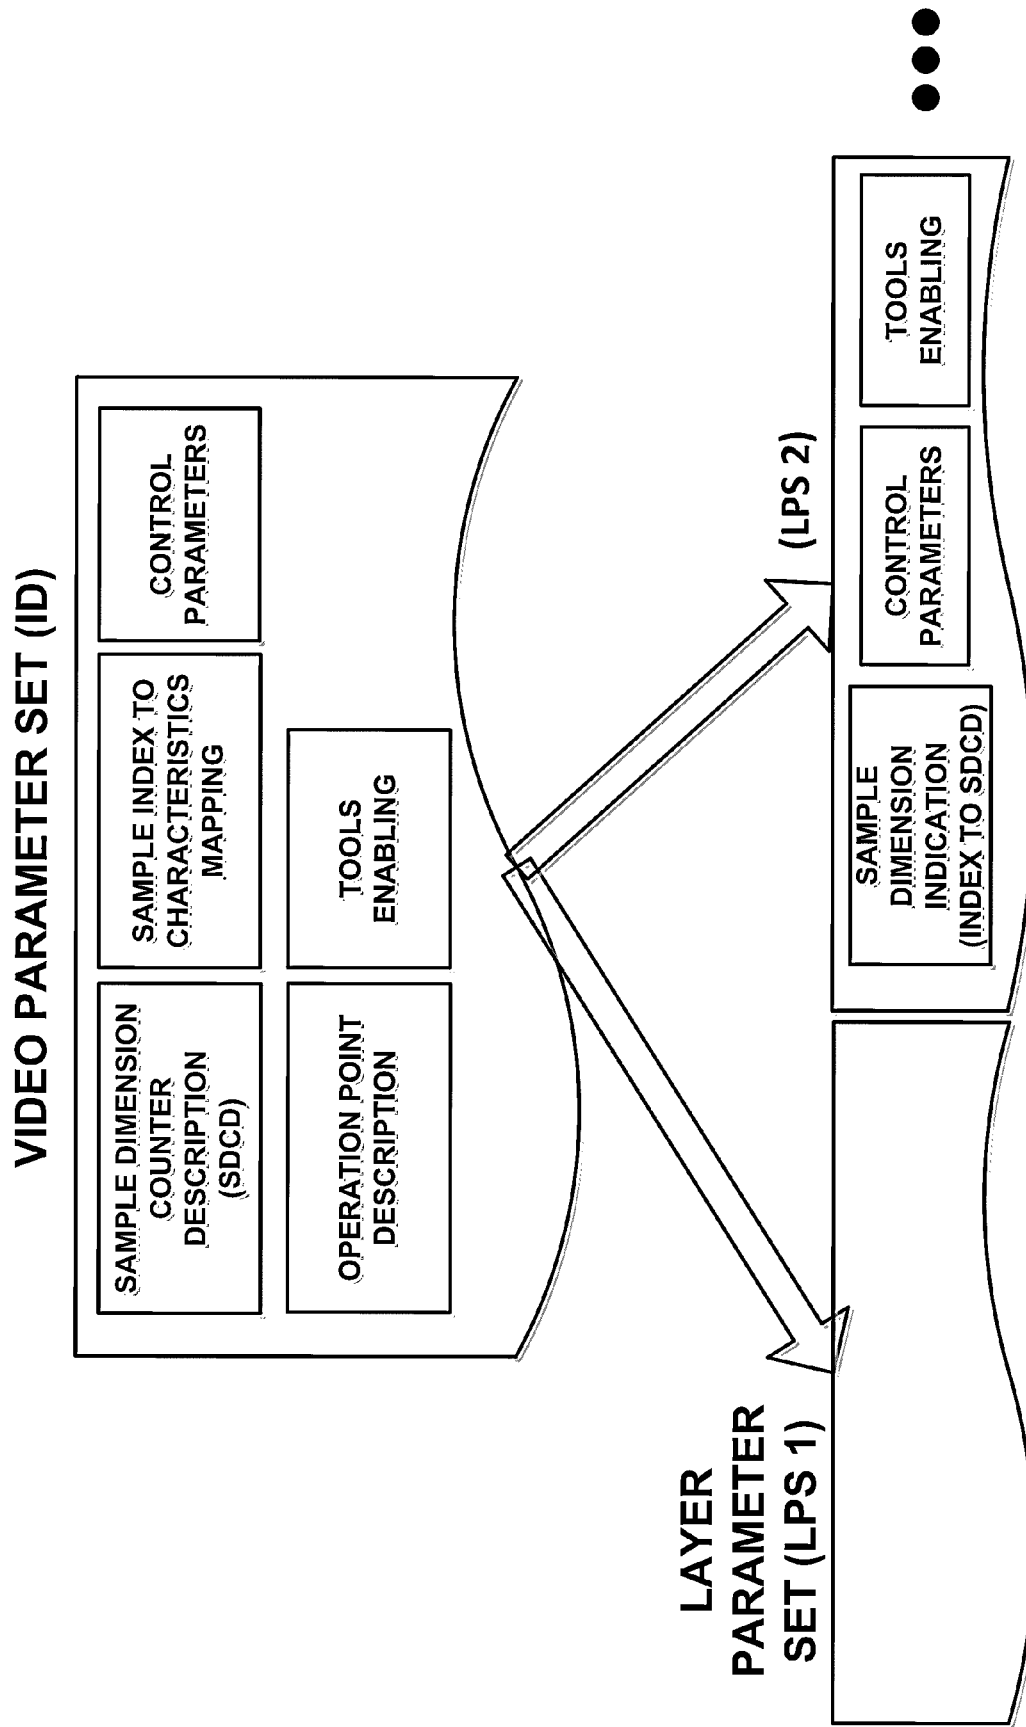 VIDEO PARAMETER SET (ID)
SAMPLE DIMENSION
COUNTER
DESCRIPTION
(SDCD)
SAMPLE INDEX TO
CHARACTERISTICS
MAPPING
CONTROL
PARAMETERS
OPERATION POINT
DESCRIPTION
TOOLS
ENABLING
LAYER
PARAMETER
SET (LPS 1)
(LPS 2)
SAMPLE
DIMENSION
INDICATION
(INDEX TO SDCD)
CONTROL
PARAMETERS
TOOLS
ENABLING